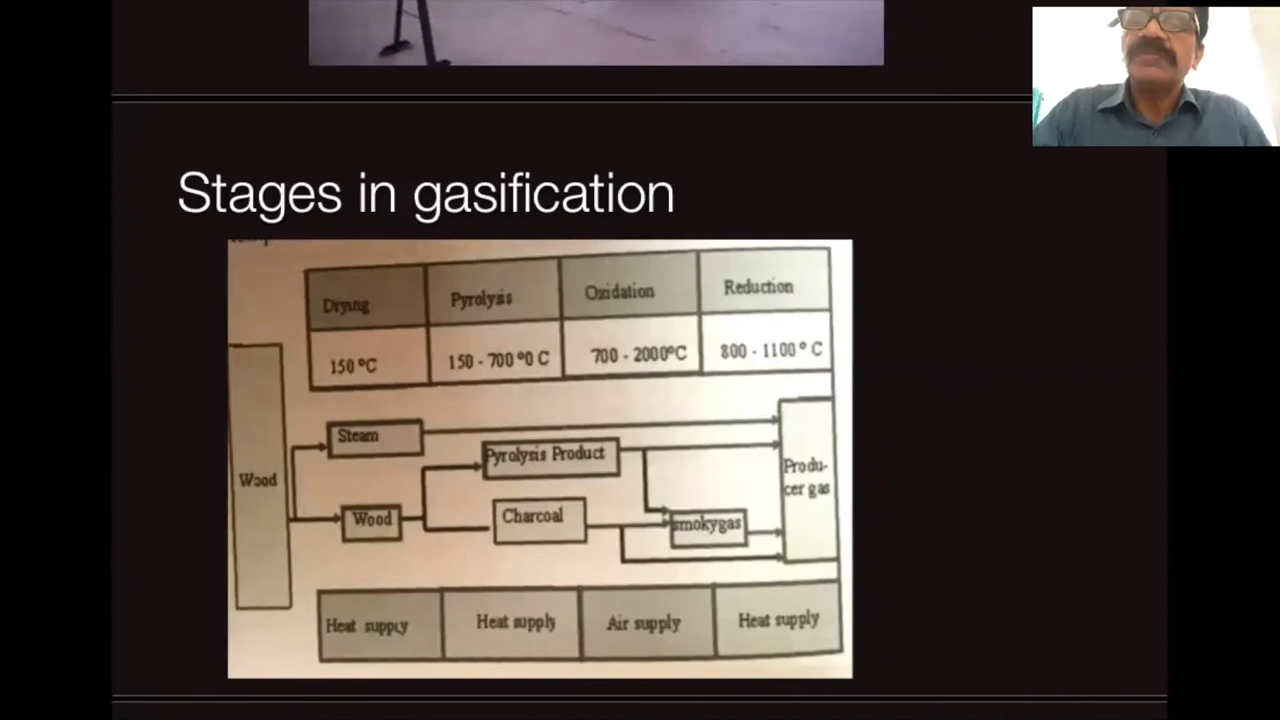 Stages in gasification
Drying
Pyrolysis
Oxidation
Reduction
150 °C
150 - 700 °0 C
700 - 2000°C
800 - 1100 ° C
Wood
Steam
Wood
Pyrolysis Product
Charcoal
smokygas
Produ-
cer gas
Heat supply
Heat supply
Air supply
Heat supply